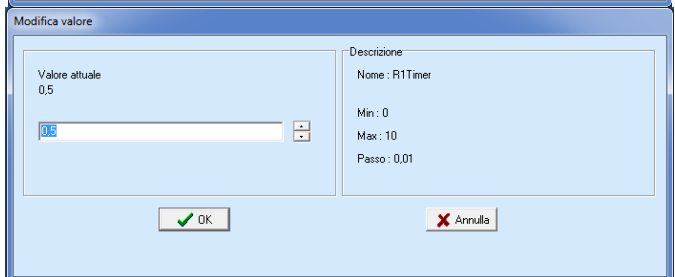 Modifica valore
Valore attuale
0,5
0,5
Descrizione
Nome : R1Timer
Min : 0
Max : 10
Passo : 0,01
OK
Annulla